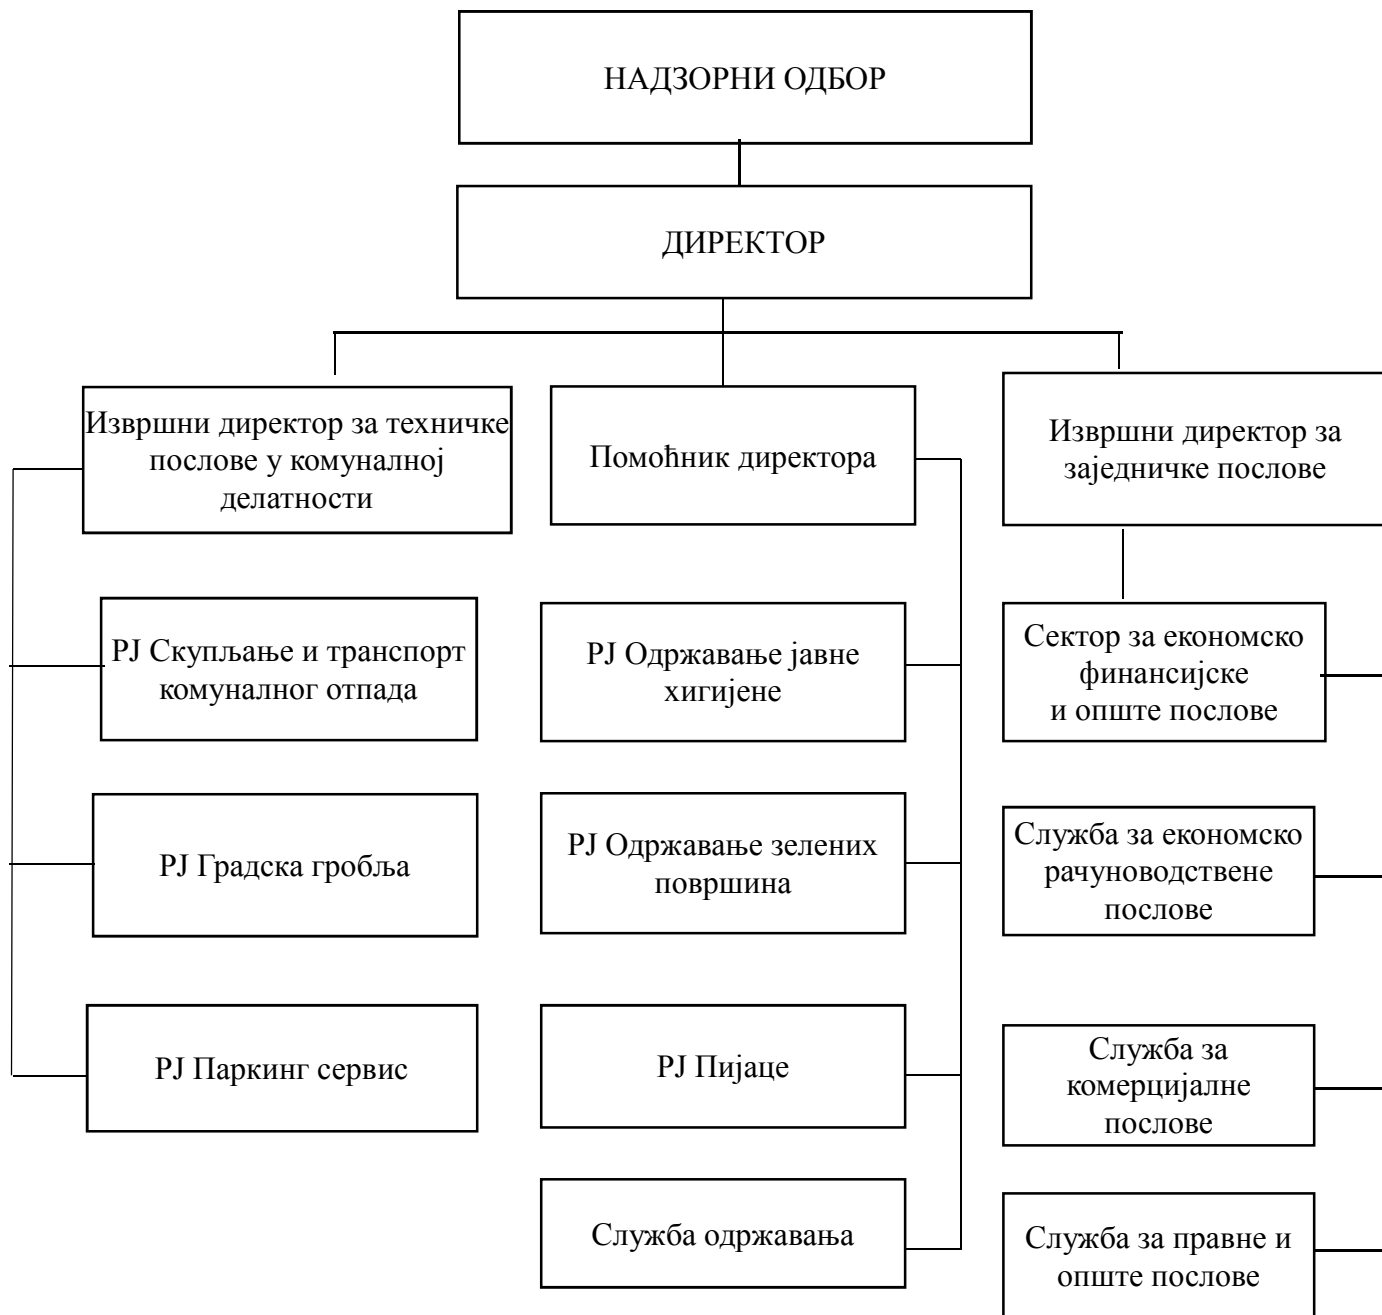 НАДЗОРНИ ОДБОР
ДИРЕКТОР
Извршни директор за техничке
послове у комуналној
делатности
Помоћник директора
Извршни директор за
заједничке послове
РЈ Скупљање и транспорт
комуналног отпада
РЈ Одржавање јавне
хигијене
Сектор за економско
финансијске
и опште послове
РЈ Градска гробља
РЈ Одржавање зелених
површина
Служба за економско
рачуноводствене
послове
РЈ Паркинг сервис
РЈ Пијаце
Служба за
комерцијалне
послове
Служба одржавања
Служба за правне и
опште послове